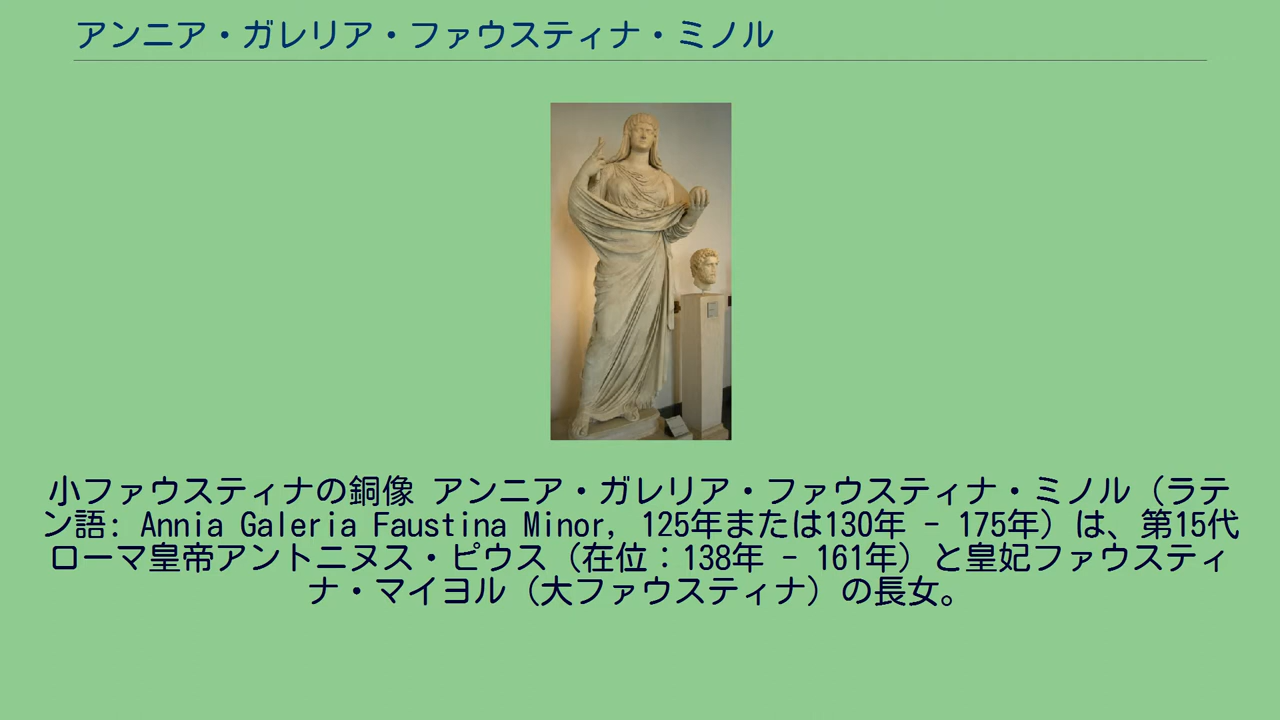 アンニア・ガレリア・ファウスティナ・ミノル
小ファウスティナの銅像 アンニア・ガレリア・ファウスティナ・ミノル（ラテ
ン語: Annia Galeria Faustina Minor, 125年または130年 - 175年）は、第15代
ローマ皇帝アントニヌス・ピウス（在位：138年 - 161年）と皇妃ファウスティ
ナ・マイヨル（大ファウスティナ）の長女。